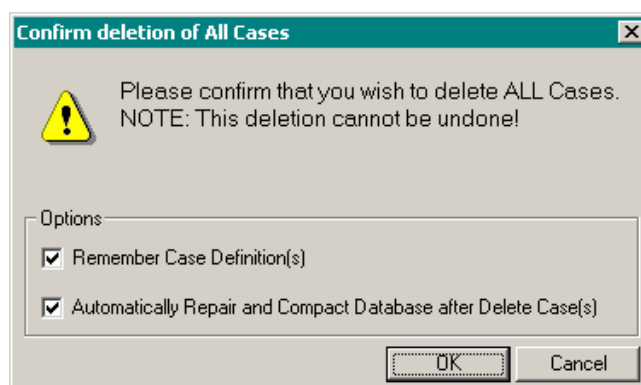 Confirm deletion of All Cases
Please confirm that you wish to delete ALL Cases.
NOTE: This deletion cannot be undone!
Options
Remember Case Definition(s)
Automatically Repair and Compact Database after Delete Case(s)
OK Cancel